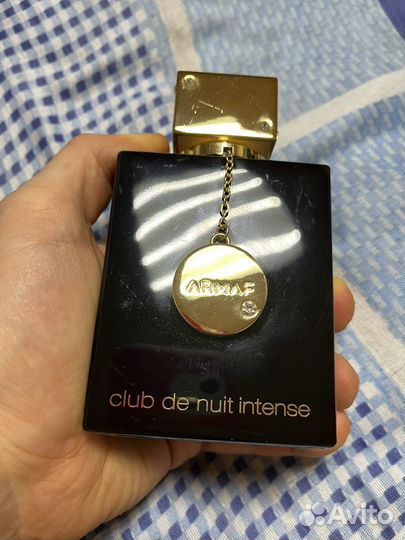 ARMAF
club de nuit intense
Avito